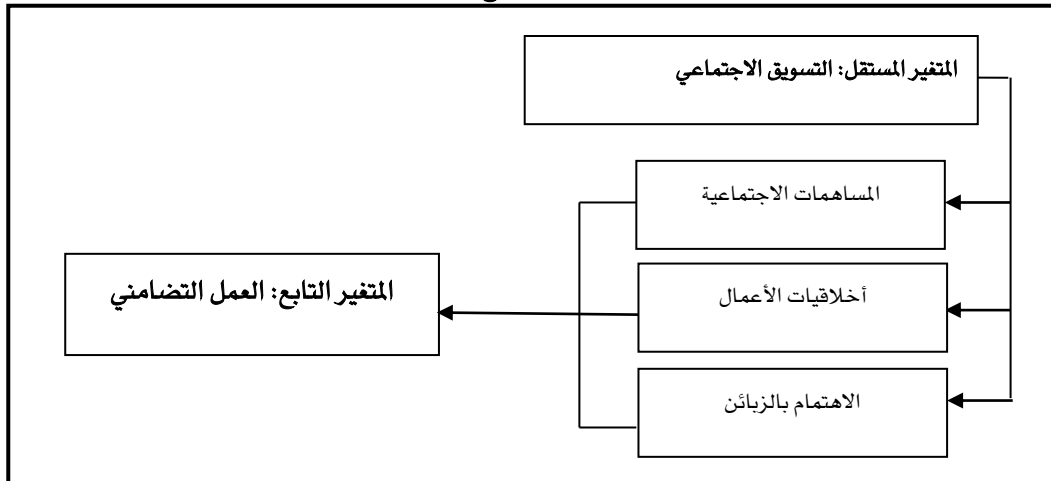 المتغير المستقل: التسويق الاجتماعي
المساهمات الاجتماعية
أخلاقيات الأعمال
المتغير التابع: العمل التضامني
الاهتمام بالزبائن